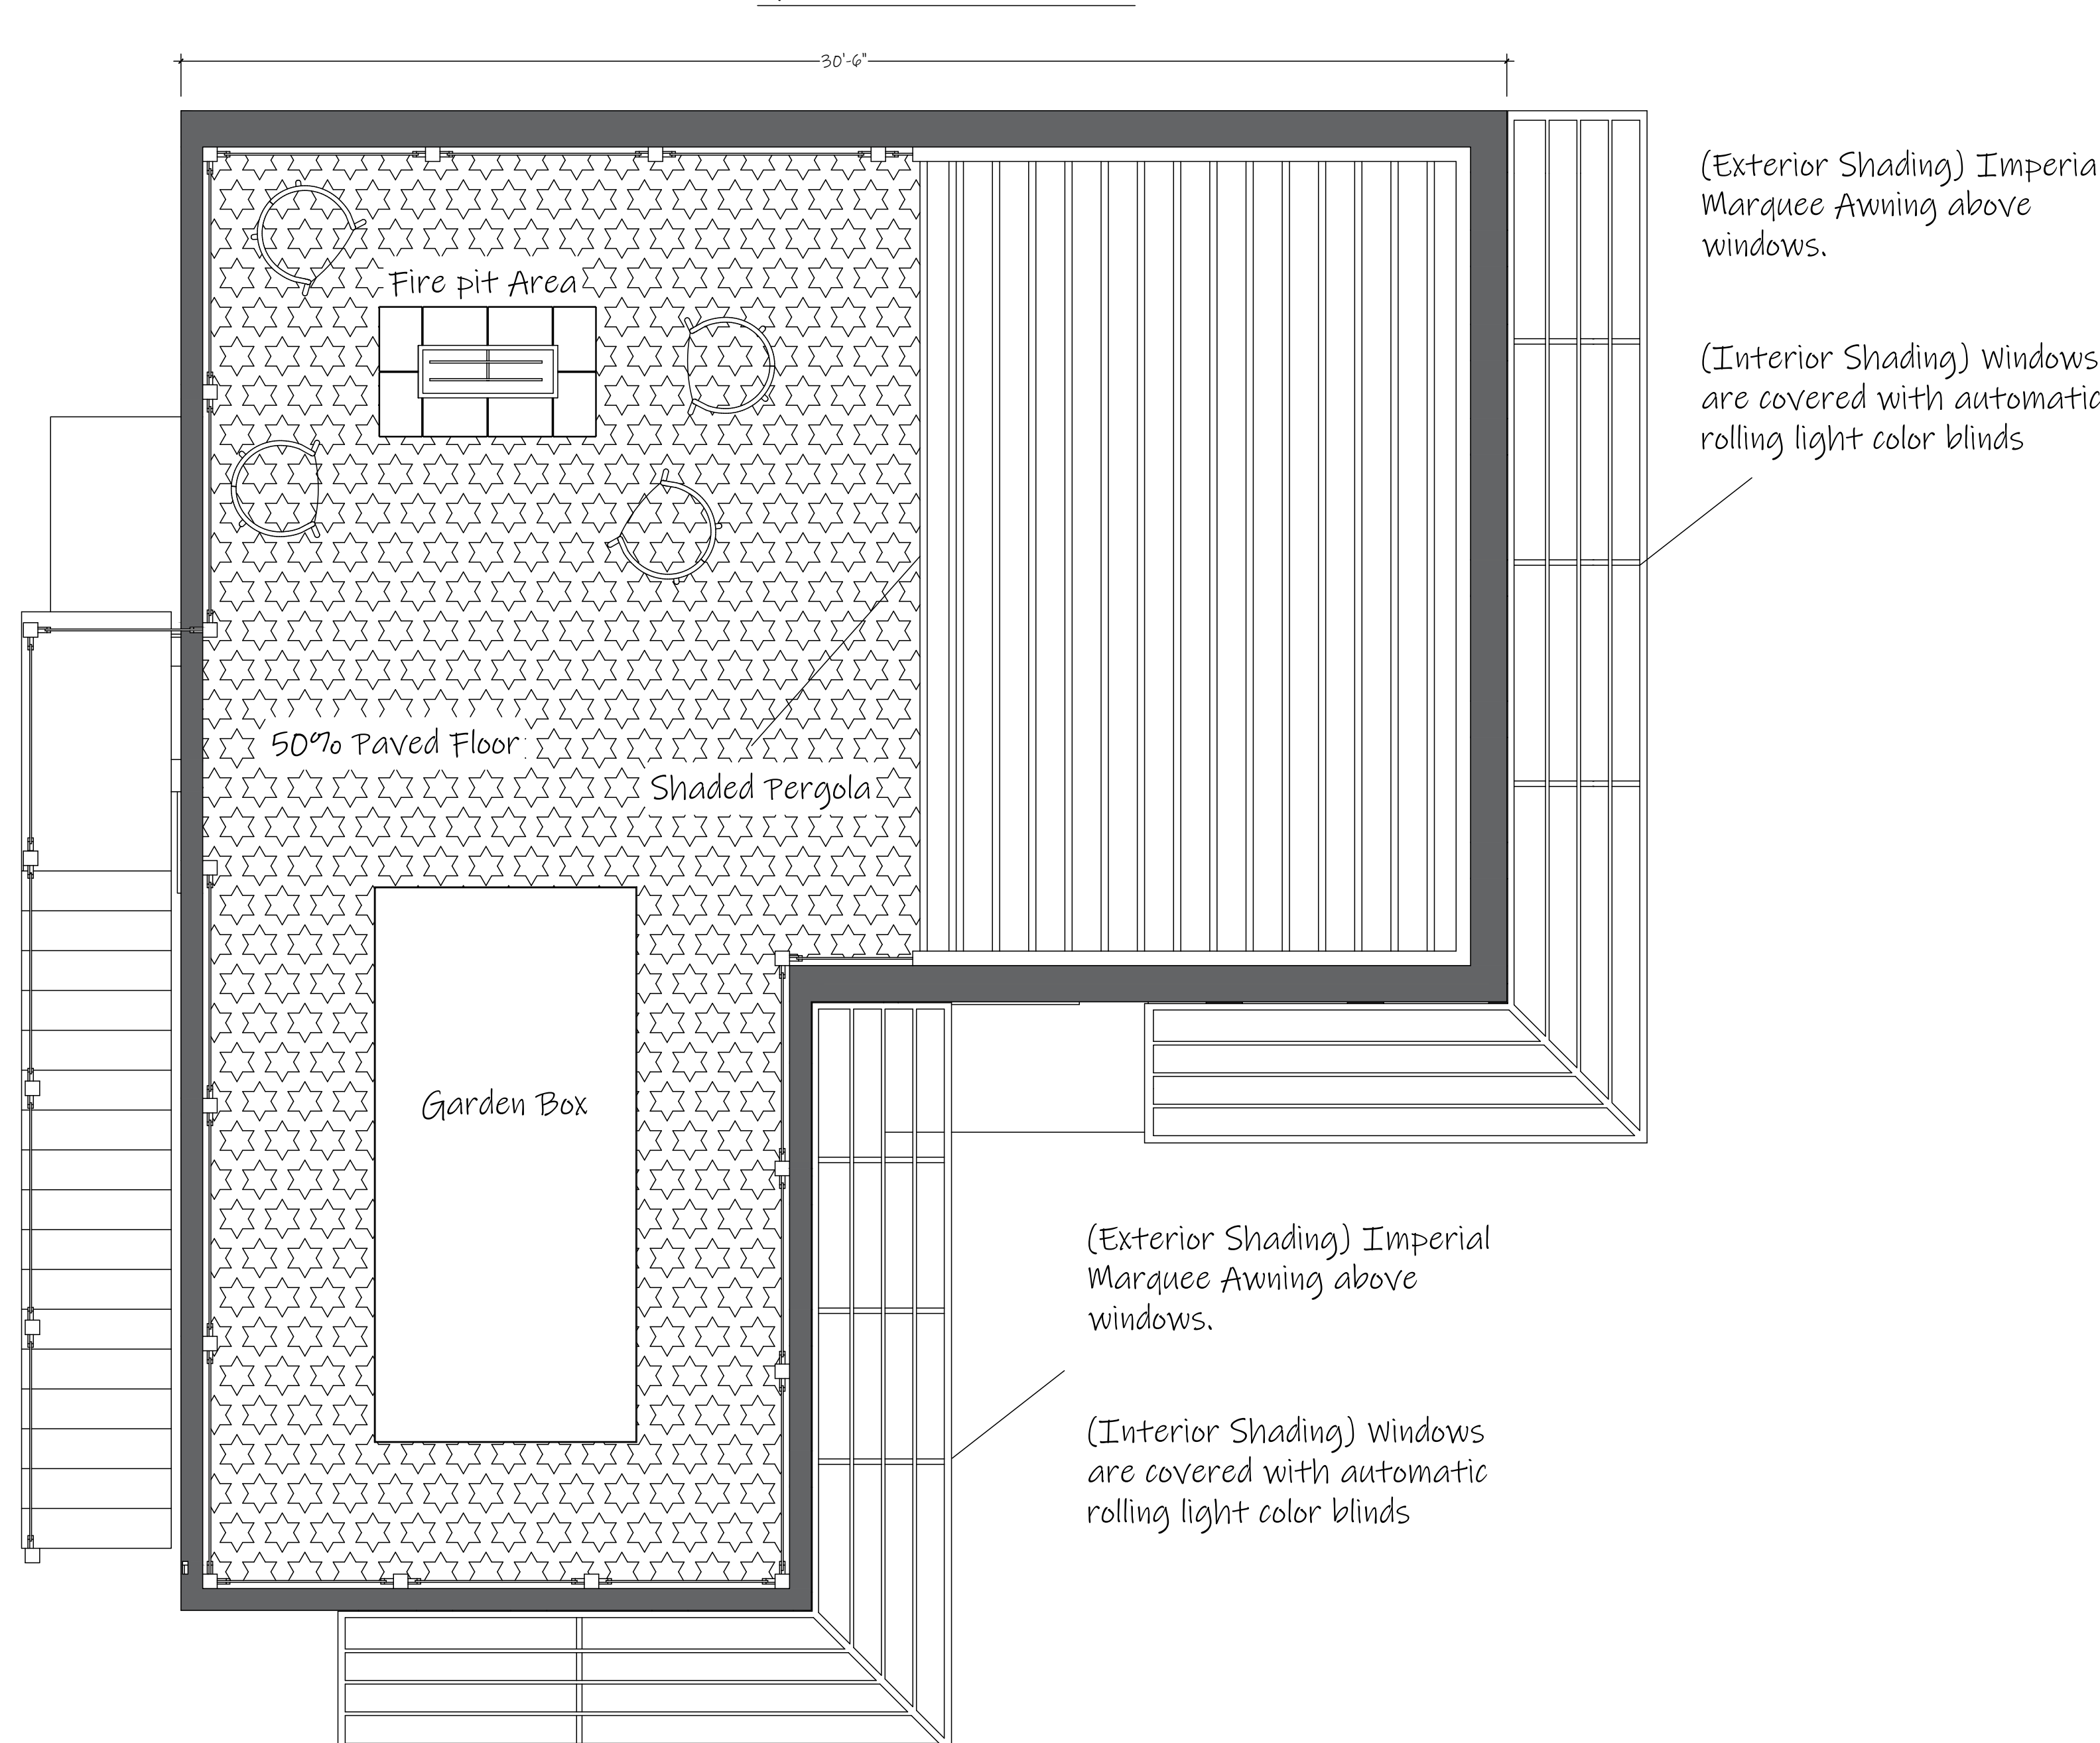 30'-6"
(Exterior Shading) Imperia
Marquee Awning above
windows.
(Interior Shading) Windows
are covered with automatic
rolling light color blinds
Fire pit Area
50% Paved Floor
Shaded Pergola
Garden Box
(Exterior Shading) Imperial
Marquee Awning above
windows.
(Interior Shading) Windows
are covered with automatic
rolling light color blinds